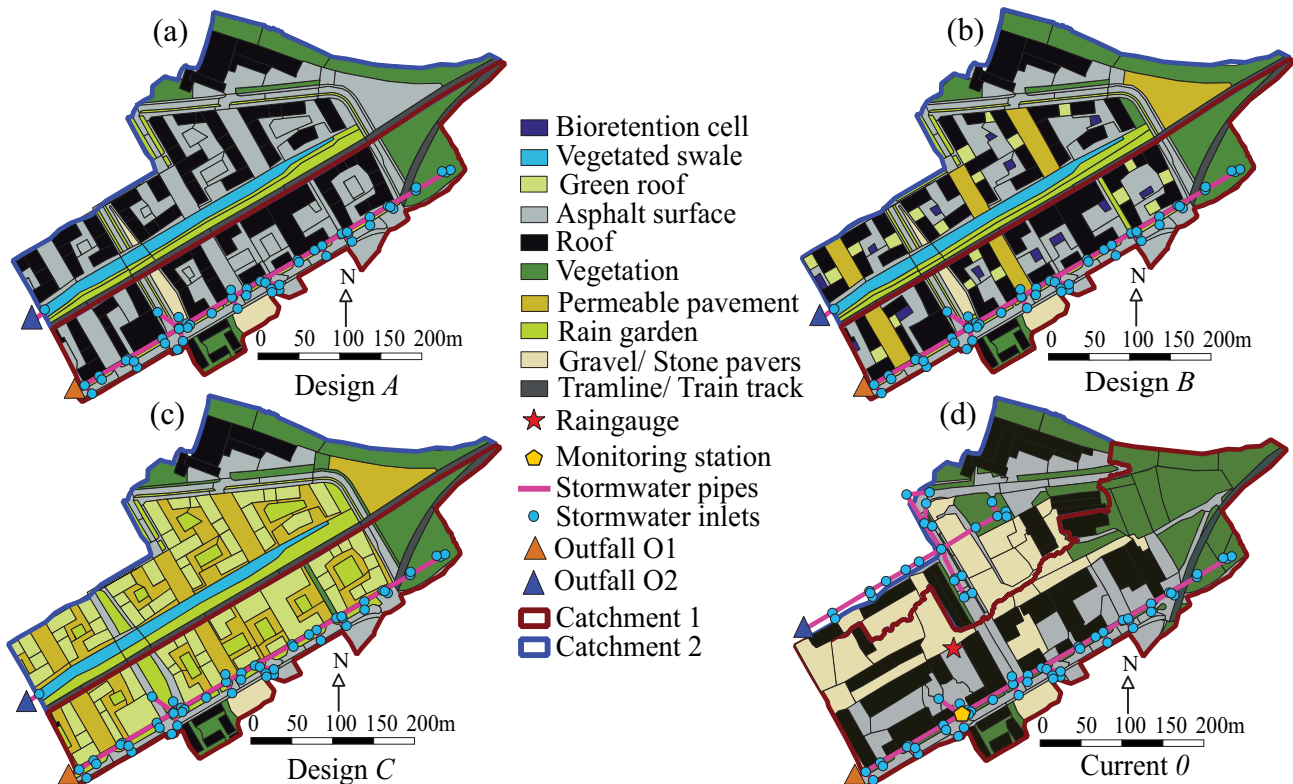 (a)
N
0 50 100 150 200m
Design A
(b)
N
0 50 100 150 200m
Design B
Bioretention cell
Vegetated swale
Green roof
Asphalt surface
Roof
Vegetation
Permeable pavement
Rain garden
Gravel/ Stone pavers
Tramline/ Train track
Raingauge
Monitoring station
Stormwater pipes
Stormwater inlets
Outfall O1
Outfall O2
Catchment 1
Catchment 2
(c)
N
0 50 100 150 200m
Design C
(d)
N
0 50 100 150 200m
Current 0